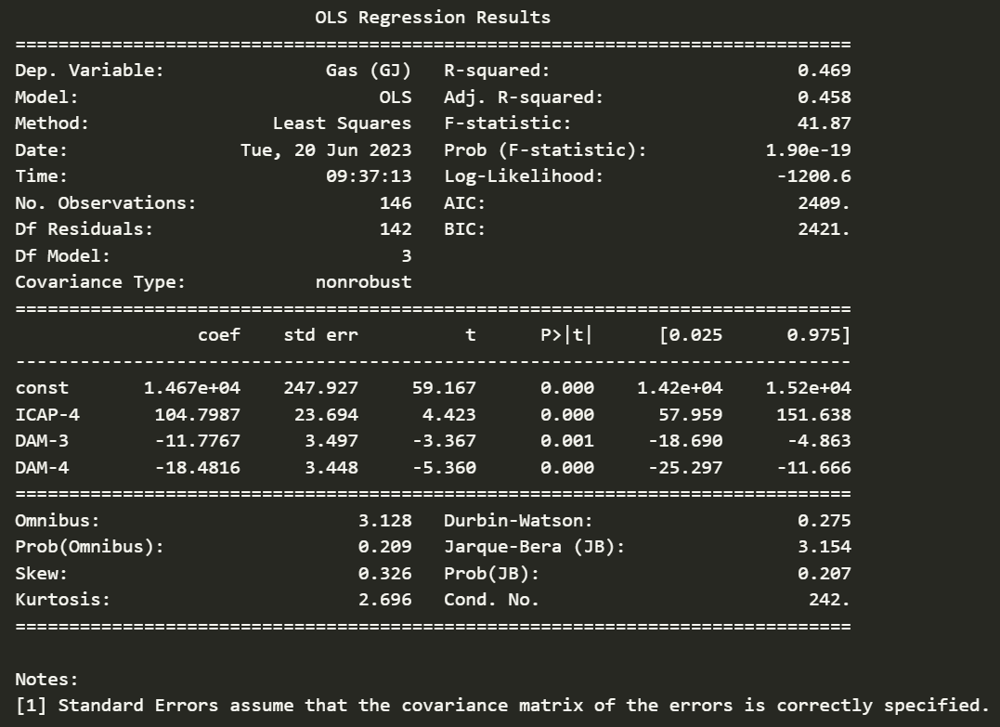 OLS Regression Results
==============================================================================
Dep. Variable:               Gas (GJ)   R-squared:                       0.469
Model:                            OLS   Adj. R-squared:                  0.458
Method:                 Least Squares   F-statistic:                     41.87
Date:                Tue, 20 Jun 2023   Prob (F-statistic):           1.90e-19
Time:                        09:37:13   Log-Likelihood:                -1200.6
No. Observations:                 146   AIC:                             2409.
Df Residuals:                     142   BIC:                             2421.
Df Model:                           3
Covariance Type:            nonrobust
==============================================================================
                 coef    std err          t      P>|t|      [0.025      0.975]
------------------------------------------------------------------------------
const       1.467e+04    247.927     59.167      0.000    1.42e+04    1.52e+04
ICAP-4       104.7987     23.694      4.423      0.000      57.959     151.638
DAM-3        -11.7767      3.497     -3.367      0.001     -18.690      -4.863
DAM-4        -18.4816      3.448     -5.360      0.000     -25.297     -11.666
==============================================================================
Omnibus:                        3.128   Durbin-Watson:                   0.275
Prob(Omnibus):                  0.209   Jarque-Bera (JB):                3.154
Skew:                           0.326   Prob(JB):                        0.207
Kurtosis:                       2.696   Cond. No.                         242.
==============================================================================
Notes:
[1] Standard Errors assume that the covariance matrix of the errors is correctly specified.